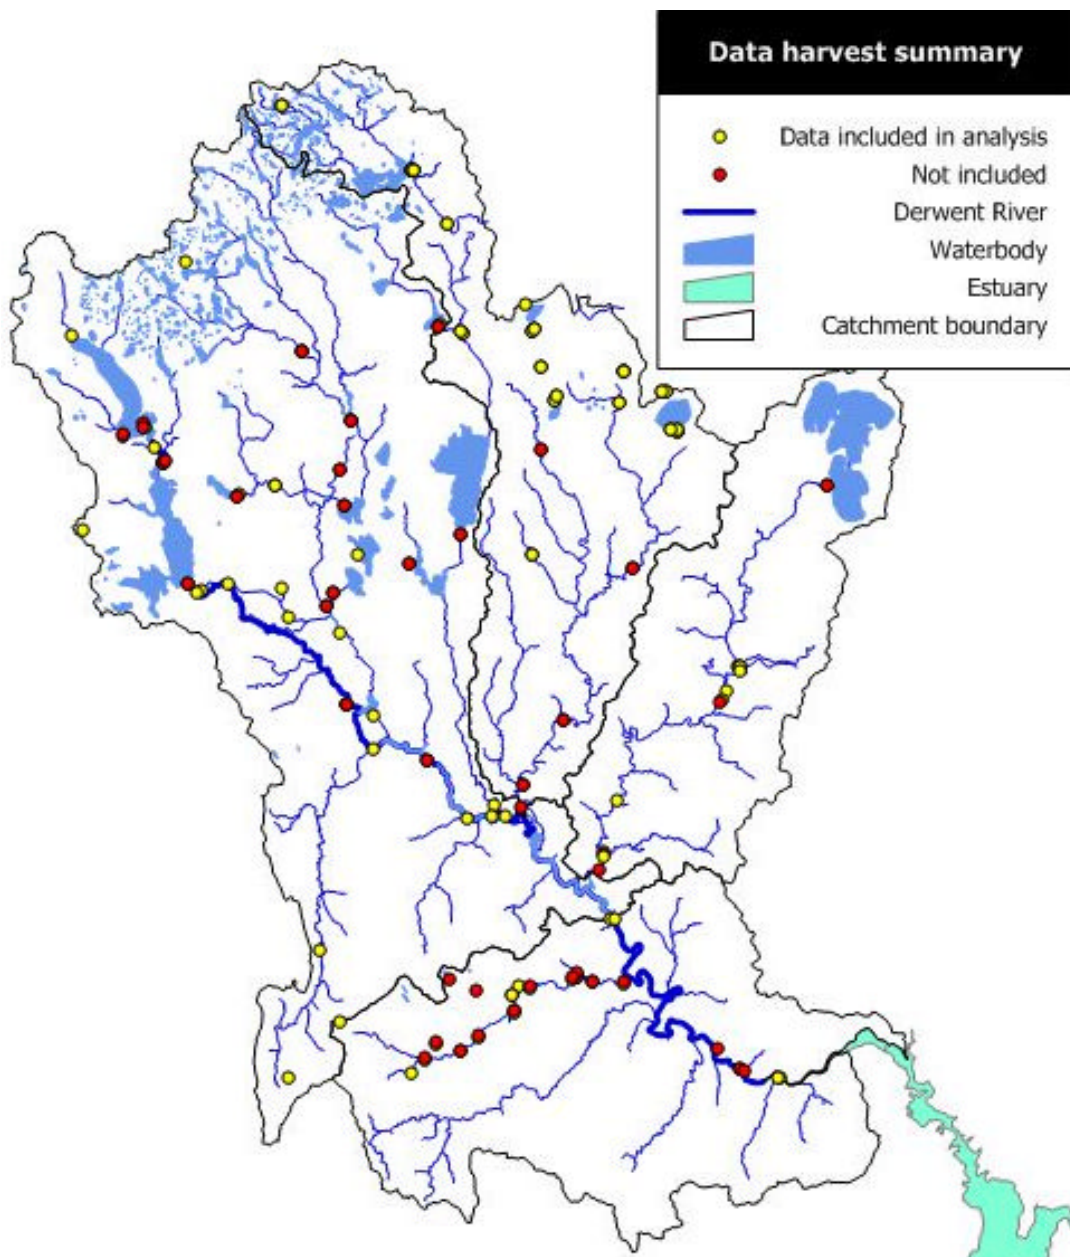 Data harvest summary
Data included in analysis
Not included
Derwent River
Waterbody
Estuary
Catchment boundary